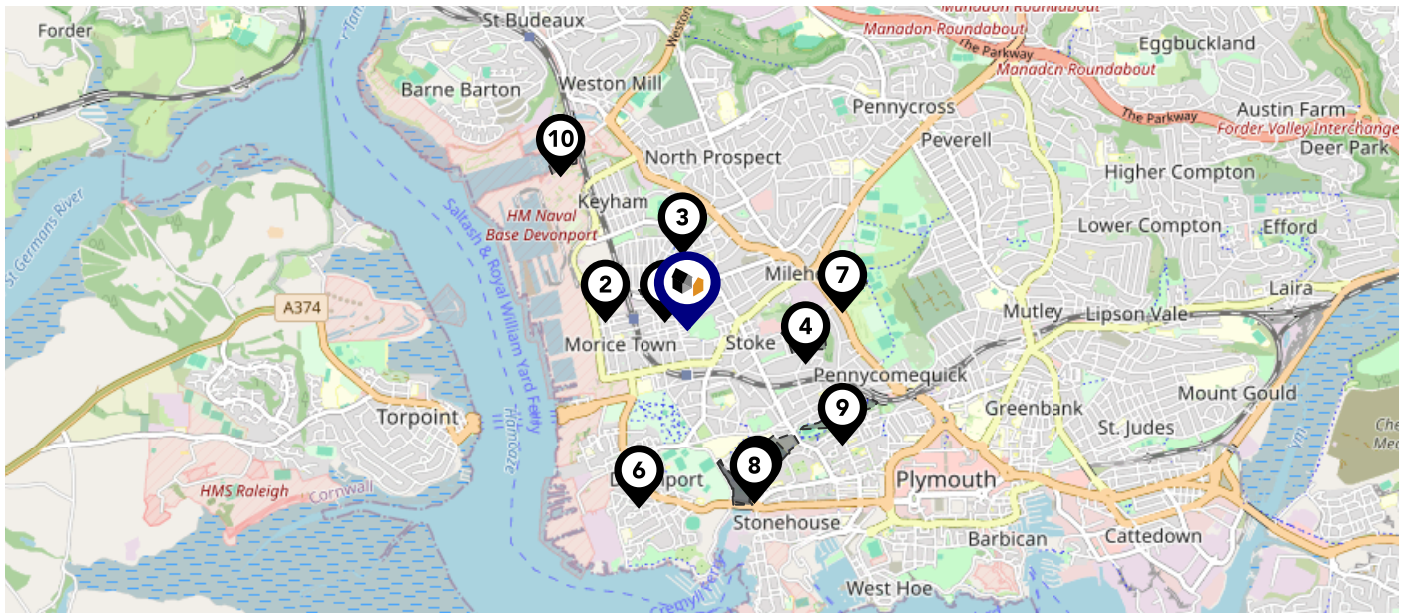 Forder
St Budeaux
Weston
Manadon Roundabout
Manadon Roundabout
The Parkway
Eggbuckland
Manadon Roundabout
Weston Mill
Barne Barton
Pennycross
The Parkway
Austin Farm
Forder Valley Interchange
Deer Park
10
Peverell
North Prospect
Higher Compton
St Germans River
Keyham
3
HM Naval
Base Devonport
Saltash & Royal William Yard Ferry
Lower Compton
Efford
2
7
Laira
A374
Mutley
Lipson Vale
4
Morice Town
Stoke
Pennycomequick
Mount Gould
Torpoint
Hamoaze
9
Greenbank
St. Judes
6
8
HMS Raleigh
Cornwall
Plymouth
Stonehouse
Barbican
Cattedown
West Hoe
Cremyll Ferry